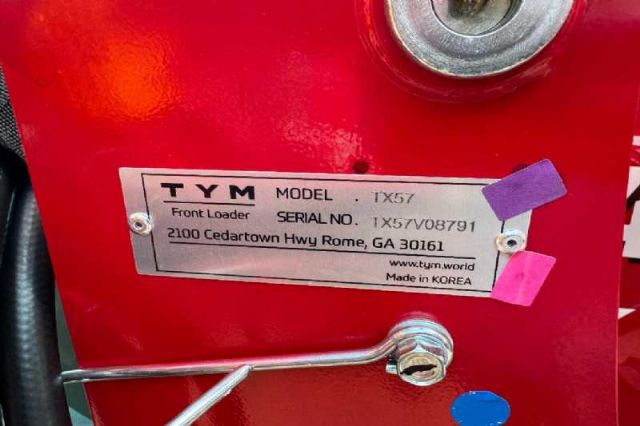 TYM MODEL . TX57
Front Loader SERIAL NO. TX57V08791
2100 Cedartown Hwy Rome, GA 30161
www.tym.world
Made in KOREA